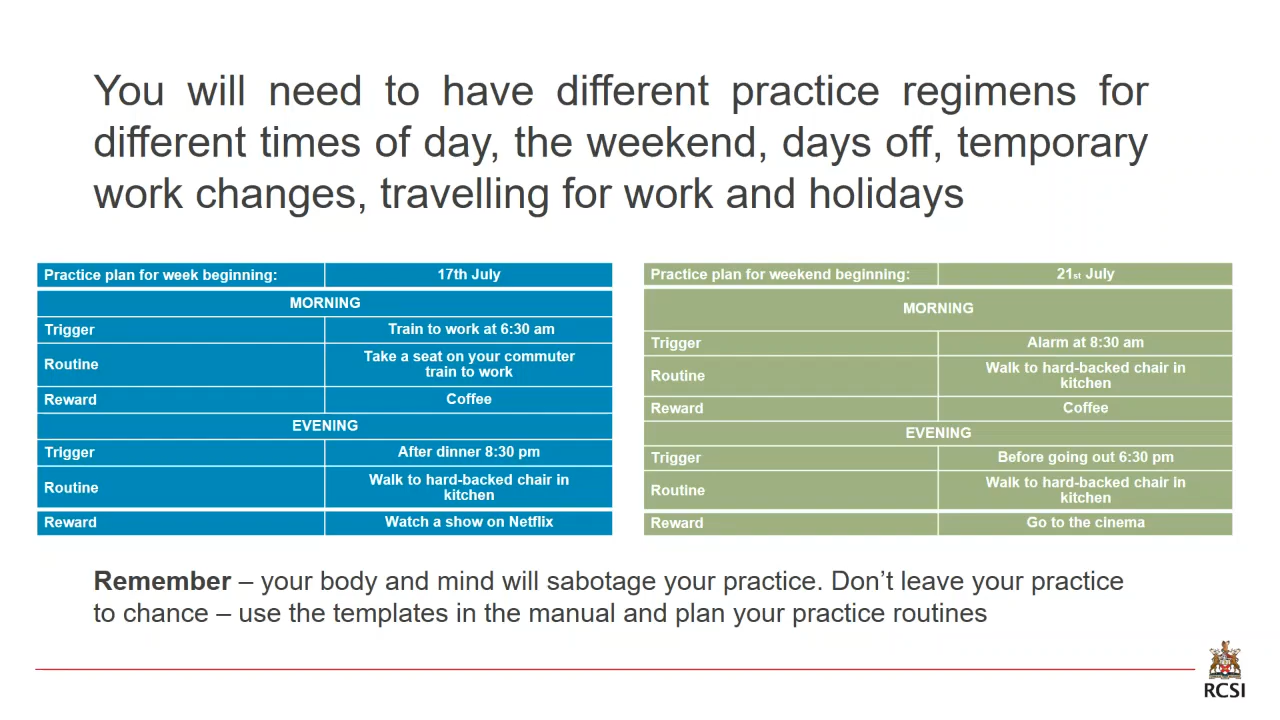 You will need to have different practice regimens for
different times of day, the weekend, days off, temporary
work changes, travelling for work and holidays
Practice plan for week beginning: 17th July
MORNING
Trigger Train to work at 6:30 am
Routine Take a seat on your commuter
train to work
Reward Coffee
EVENING
Trigger After dinner 8:30 pm
Routine Walk to hard-backed chair in
kitchen
Reward Watch a show on Netflix
Practice plan for weekend beginning: 21st July
MORNING
Trigger Alarm at 8:30 am
Routine Walk to hard-backed chair in
kitchen
Reward Coffee
EVENING
Trigger Before going out 6:30 pm
Routine Walk to hard-backed chair in
kitchen
Reward Go to the cinema
Remember – your body and mind will sabotage your practice. Don’t leave your practice
to chance – use the templates in the manual and plan your practice routines
RCSI